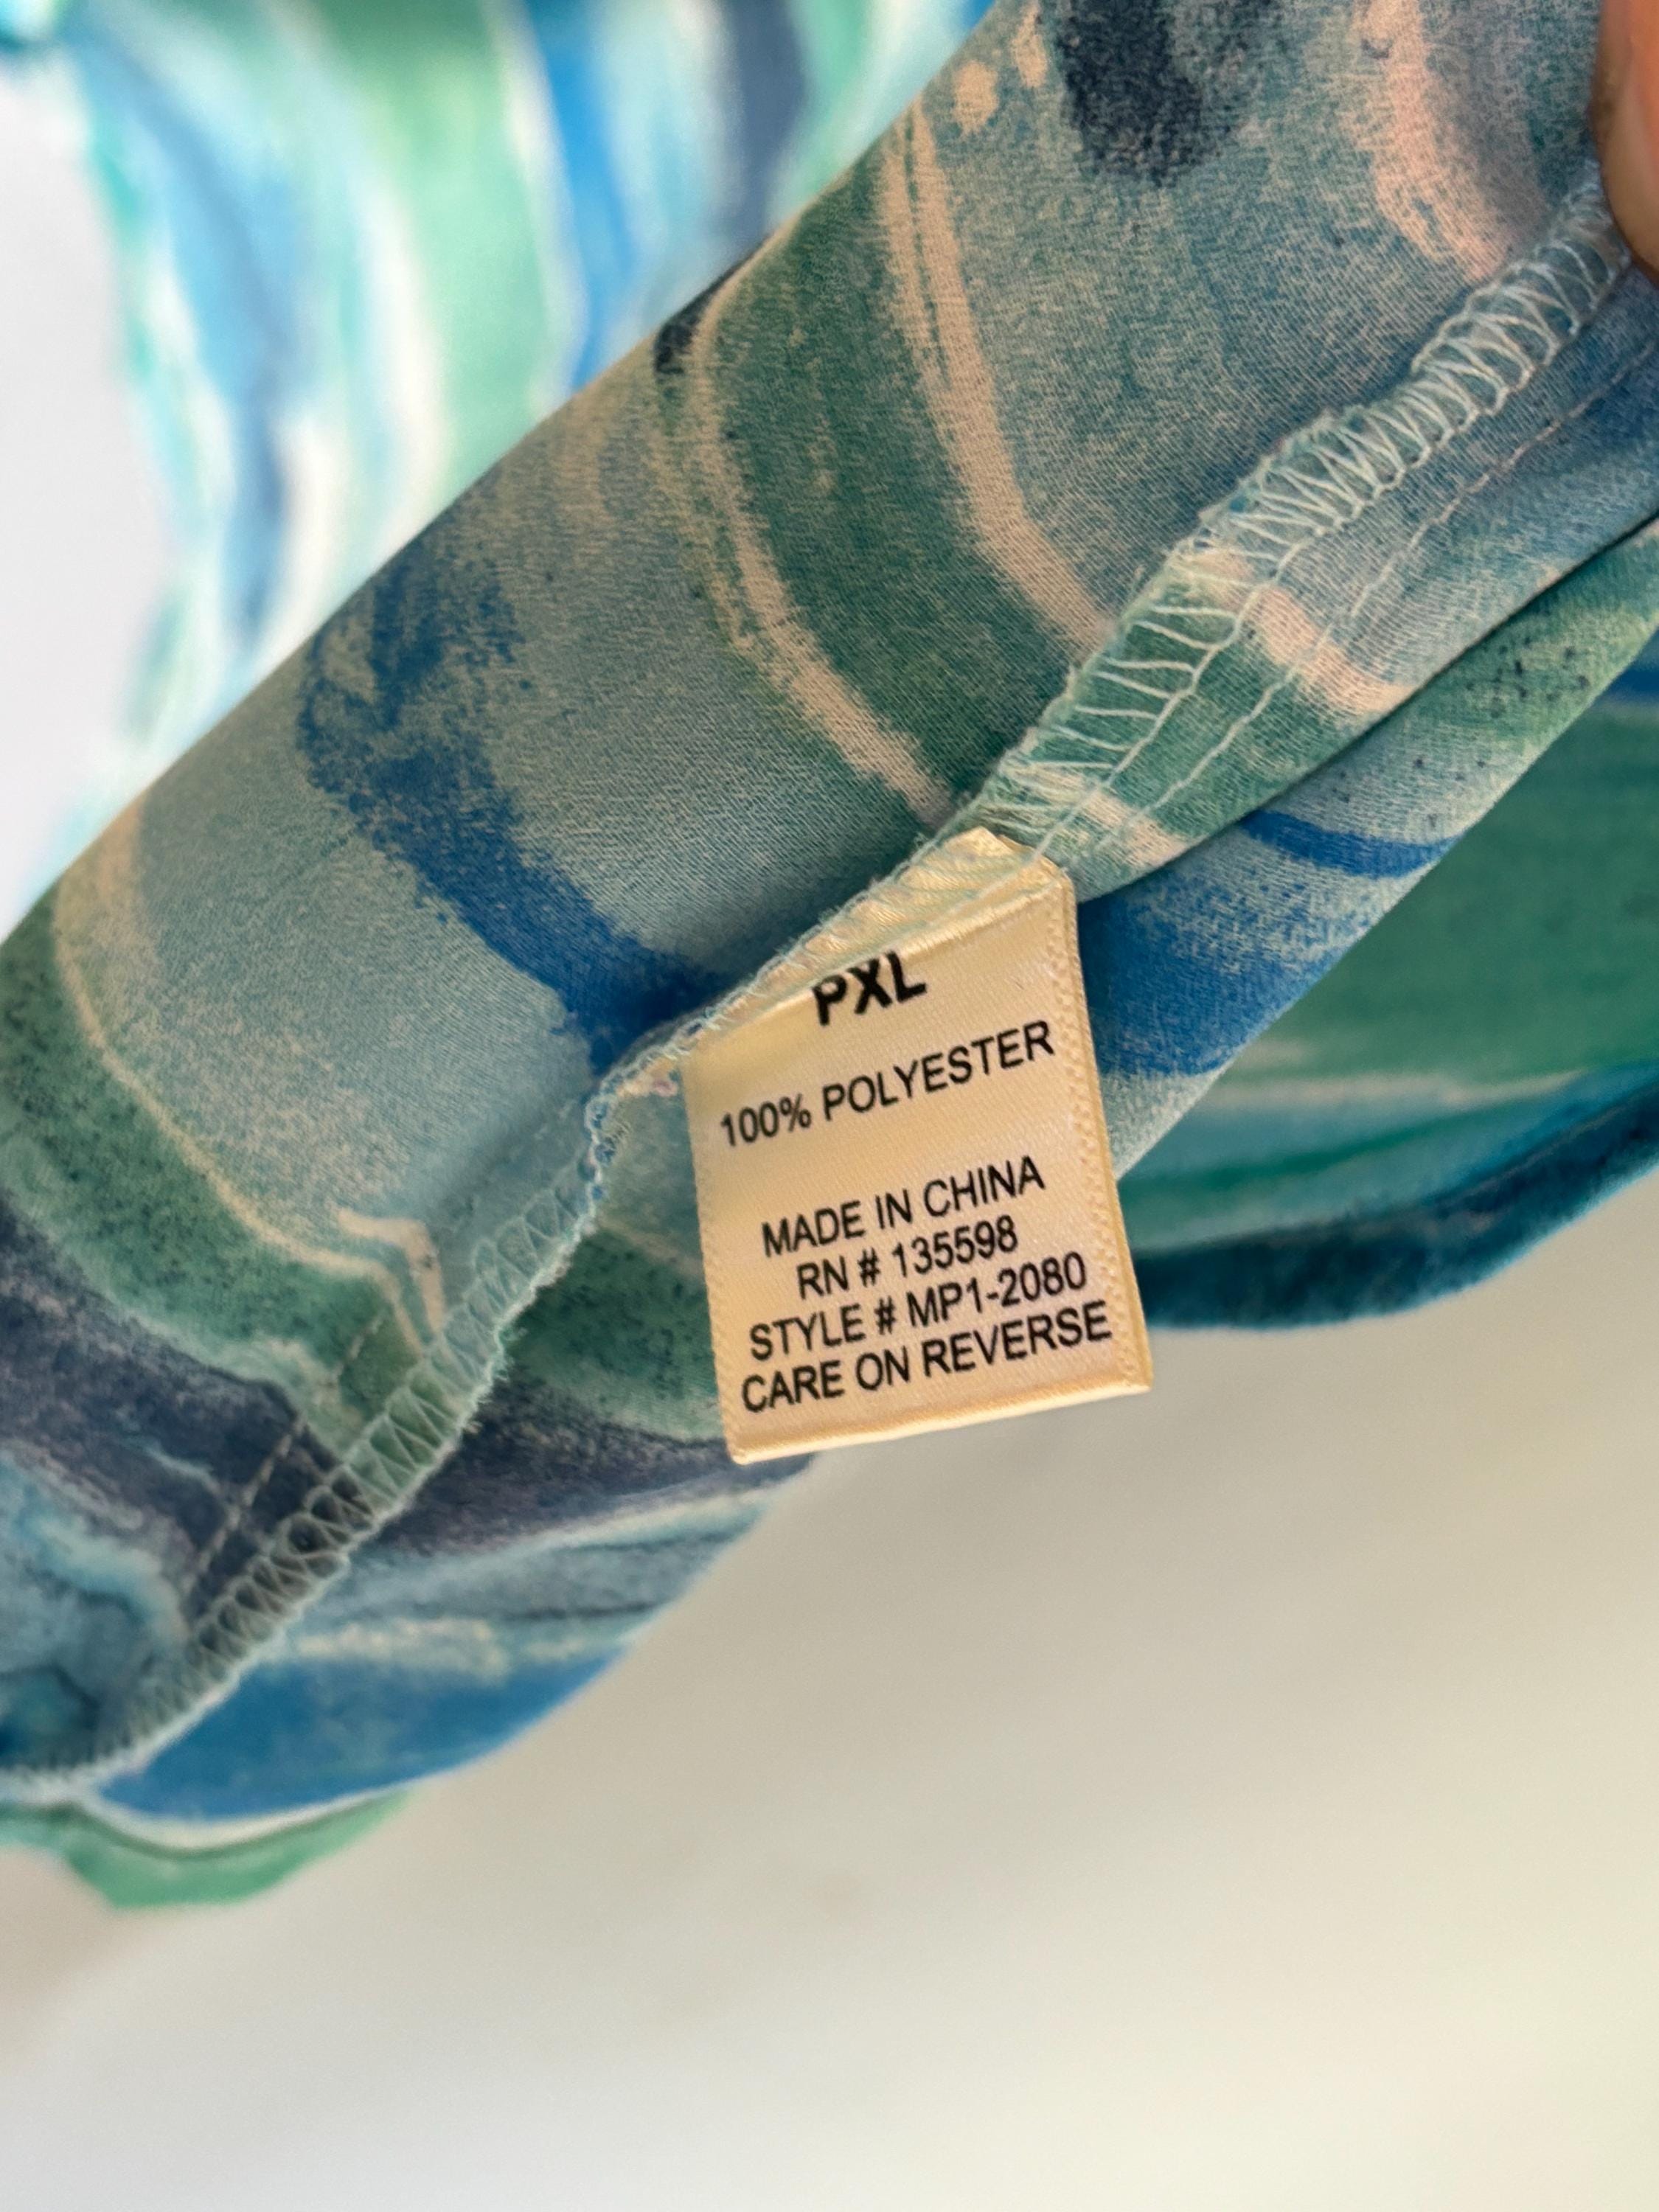 PXL
100% POLYESTER
MADE IN CHINA
RN # 135598
STYLE # MP1-2080
CARE ON REVERSE